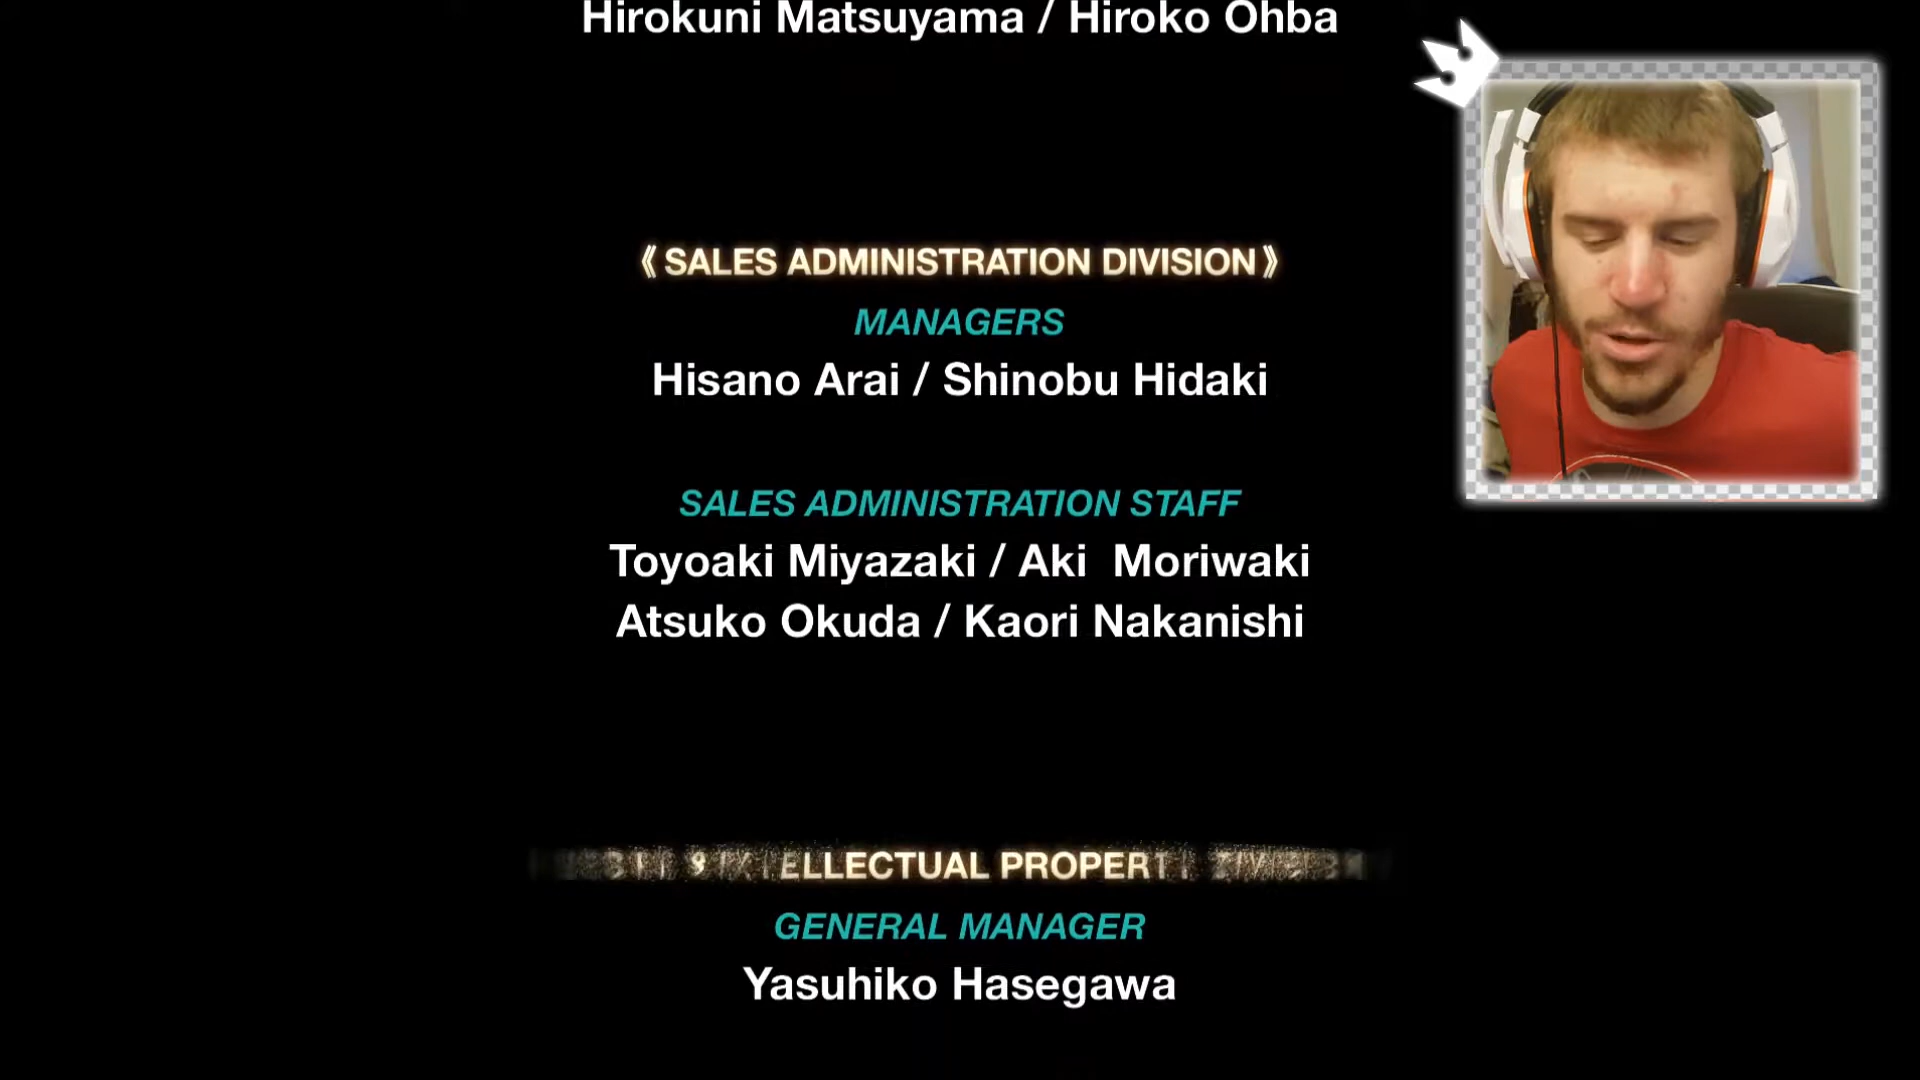 Hirokuni Matsuyama / Hiroko Ohba
《SALES ADMINISTRATION DIVISION》
MANAGERS
Hisano Arai / Shinobu Hidaki
SALES ADMINISTRATION STAFF
Toyoaki Miyazaki / Aki  Moriwaki
Atsuko Okuda / Kaori Nakanishi
PROPERT
GENERAL MANAGER
Yasuhiko Hasegawa